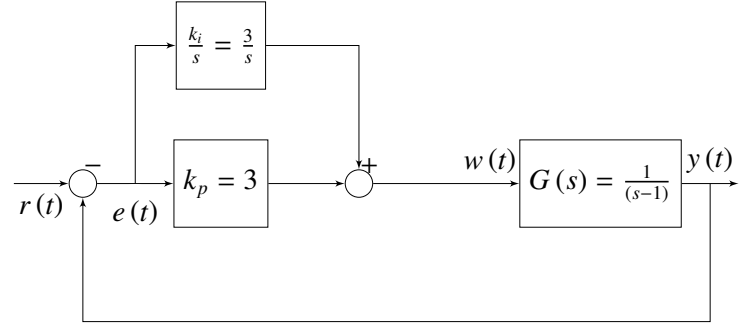 k_i/s = 3/s
−
+
w(t)
y(t)
k_p = 3
G(s) = 1/(s−1)
r(t)
e(t)